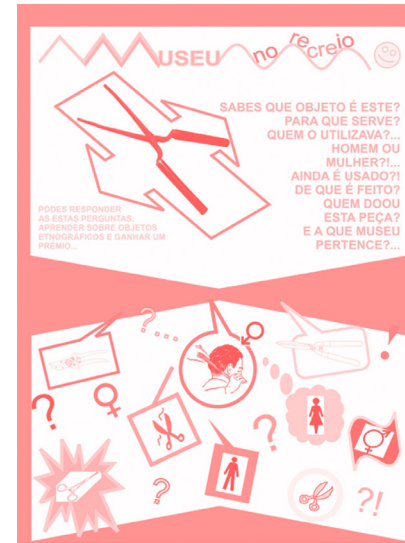 MUSEU no recreio
SABES QUE OBJETO É ESTE?
PARA QUE SERVE?
QUEM O UTILIZAVA?...
HOMEM OU
MULHER?!...
AINDA É USADO?!
DE QUE É FEITO?
QUEM DOOU
ESTA PEÇA?
E A QUE MUSEU
PERTENCE?...
PODES RESPONDER
AS ESTAS PERGUNTAS,
APRENDER SOBRE OBJETOS
ETNOGRÁFICOS E GANHAR UM
PRÉMIO...
?....
!
?
?
?
?!